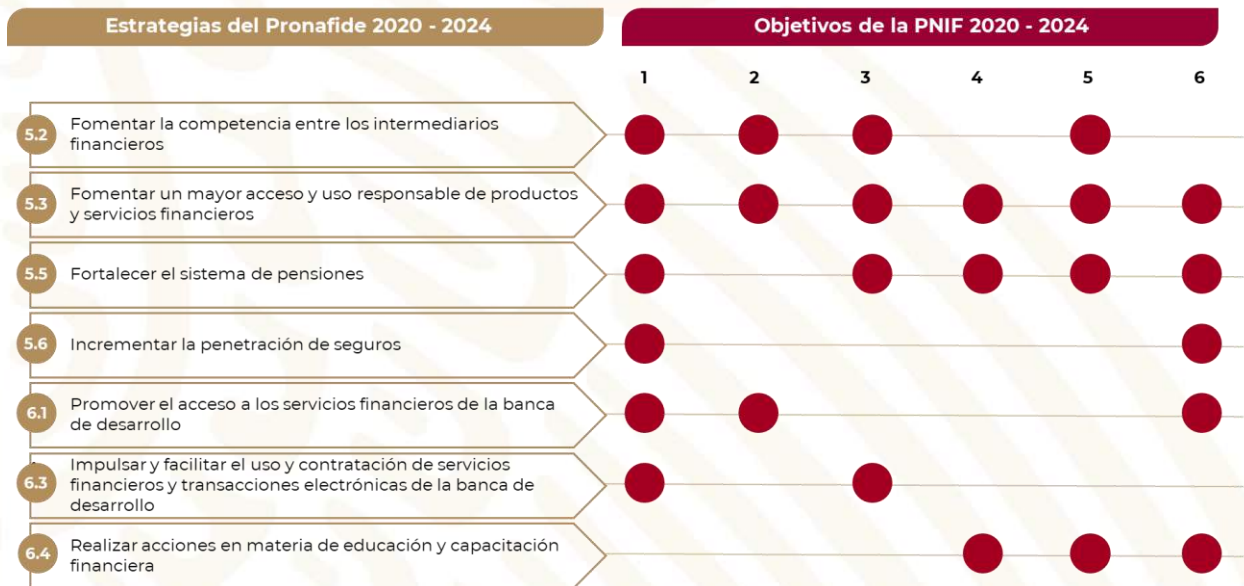 Estrategias del Pronafide 2020 - 2024
Objetivos de la PNIF 2020 - 2024
1 2 3 4 5 6
5.2 Fomentar la competencia entre los intermediarios
financieros
5.3 Fomentar un mayor acceso y uso responsable de productos
y servicios financieros
5.5 Fortalecer el sistema de pensiones
5.6 Incrementar la penetración de seguros
6.1 Promover el acceso a los servicios financieros de la banca
de desarrollo
6.3 Impulsar y facilitar el uso y contratación de servicios
financieros y transacciones electrónicas de la banca de
desarrollo
6.4 Realizar acciones en materia de educación y capacitación
financiera